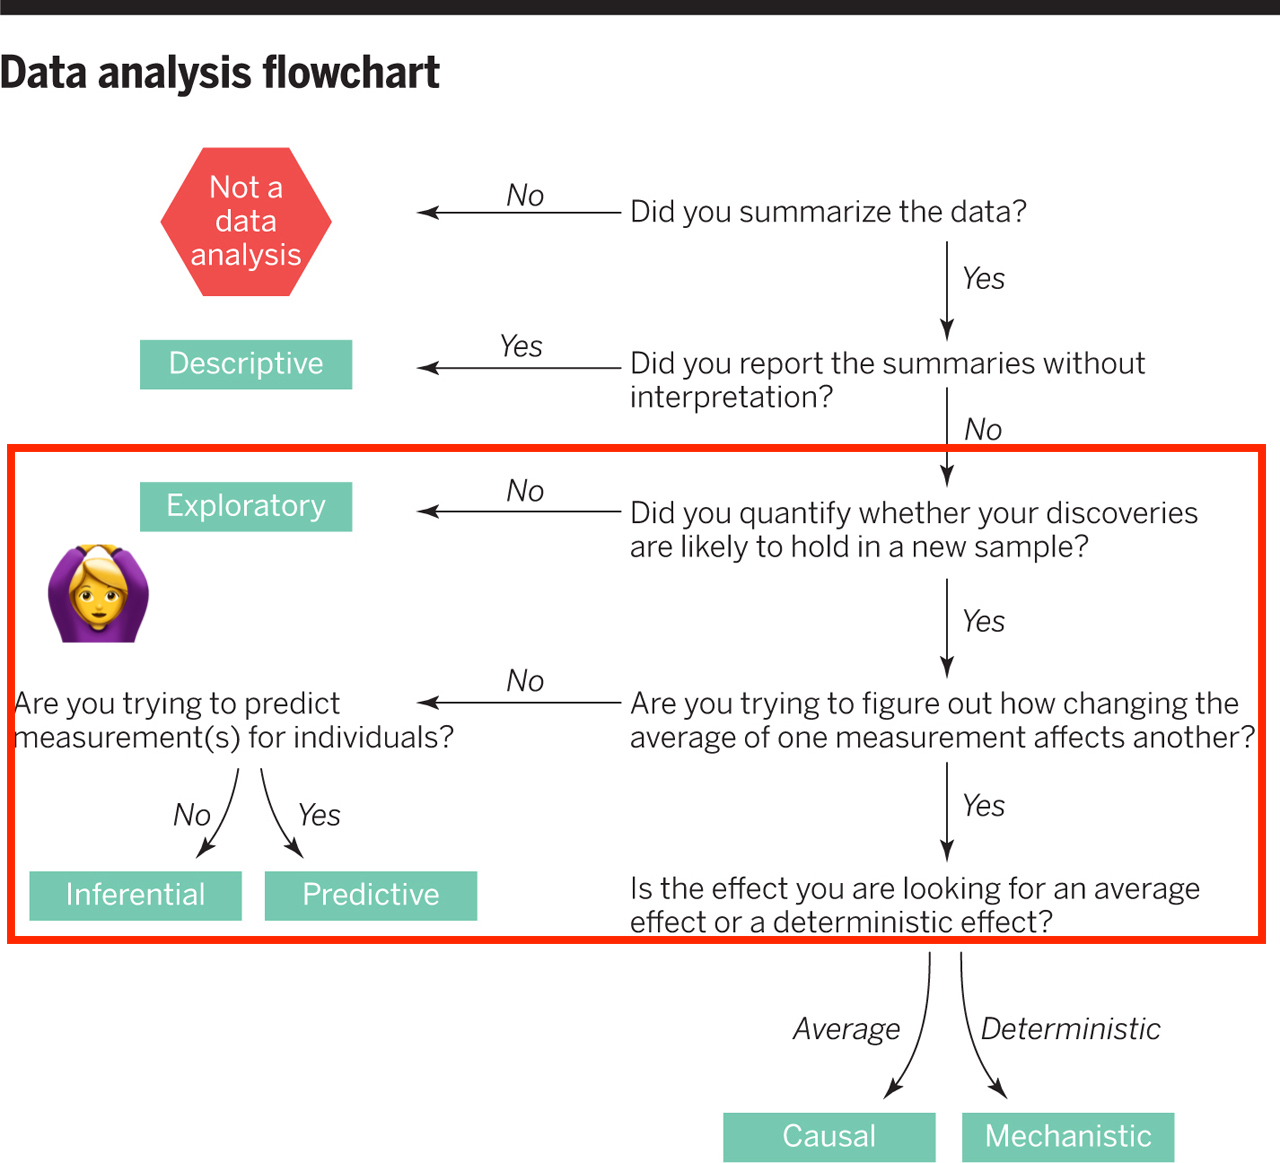 Data analysis flowchart
Not a
data
analysis
No
Did you summarize the data?
Yes
Descriptive
Yes
Did you report the summaries without
interpretation?
No
Exploratory
No
Did you quantify whether your discoveries
are likely to hold in a new sample?
Yes
Are you trying to predict
measurement(s) for individuals?
No
Are you trying to figure out how changing the
average of one measurement affects another?
No
Yes
Yes
Inferential
Predictive
Is the effect you are looking for an average
effect or a deterministic effect?
Average
Deterministic
Causal
Mechanistic